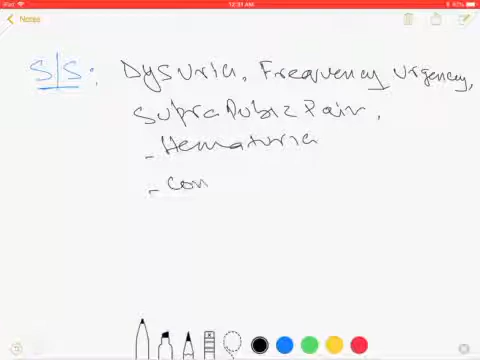 iPad
12:31 AM
Notes
S|S: Dysuria, Frequency Urgency,
Suprapubic Pain,
- Hematuria
- con